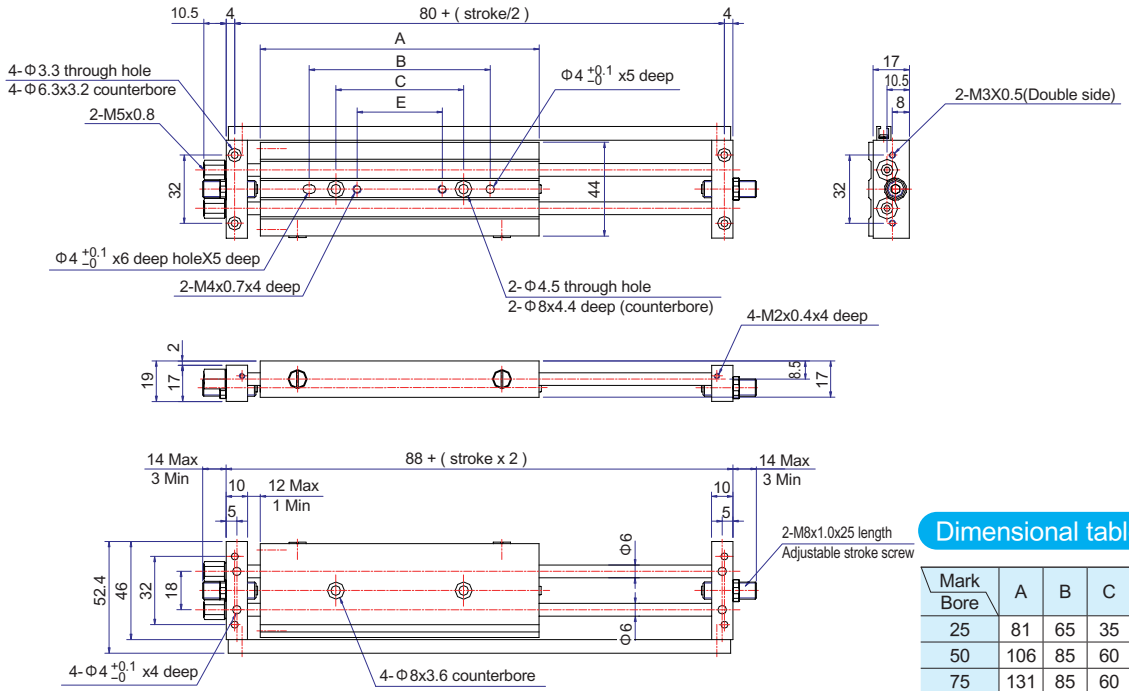 10.5
4
80 + ( stroke/2 )
4
A
B
C
E
4-Φ3.3 through hole
4-Φ6.3x3.2 counterbore
2-M5x0.8
Φ4 +0.1 -0 x5 deep
32
44
Φ4 +0.1 -0 x6 deep holeX5 deep
2-M4x0.7x4 deep
2-Φ4.5 through hole
2-Φ8x4.4 deep (counterbore)
17
10.5
8
2-M3X0.5(Double side)
32
4-M2x0.4x4 deep
2
19
17
8.5
17
14 Max
3 Min
88 + ( stroke x 2 )
14 Max
3 Min
10
12 Max
1 Min
5
10
5
Φ6
Φ6
52.4
46
32
18
2-M8x1.0x25 length
Adjustable stroke screw
4-Φ4 +0.1 -0 x4 deep
4-Φ8x3.6 counterbore
Dimensional tabl
Mark Bore A B C
25 81 65 35
50 106 85 60
75 131 85 60